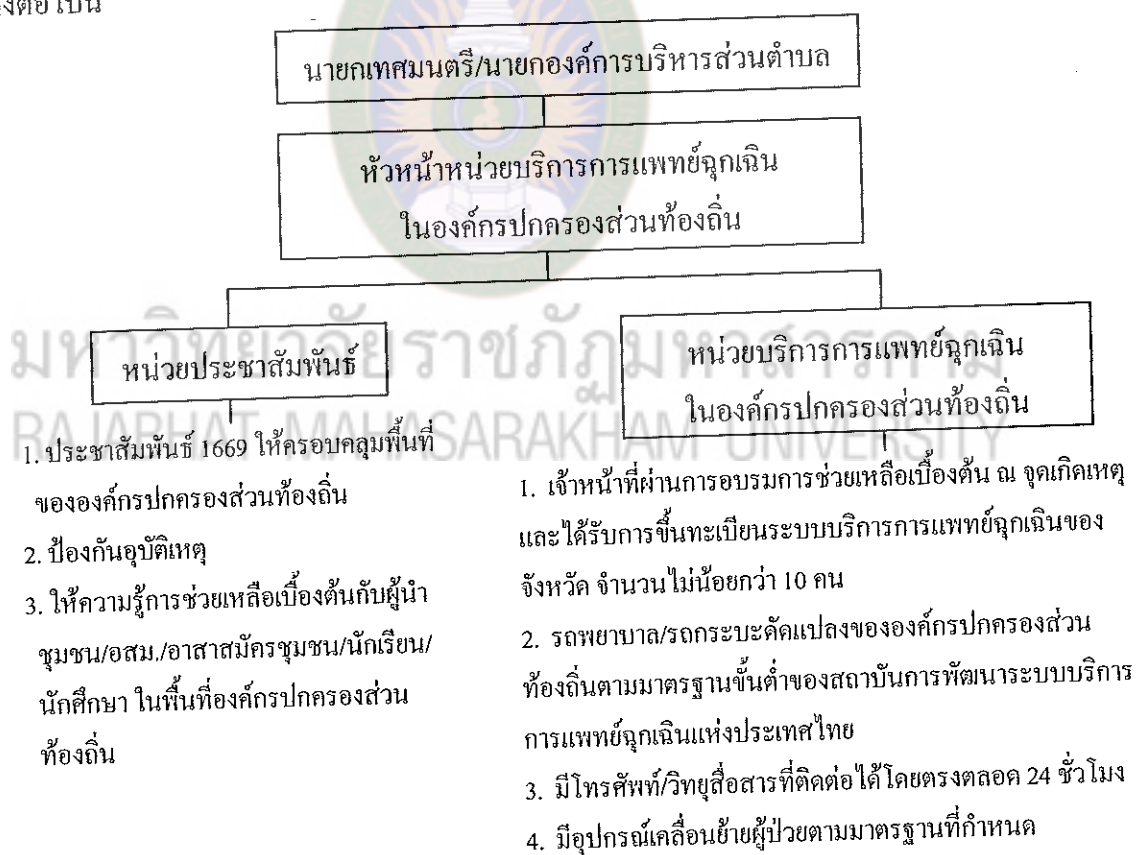 นายกเทศมนตรี/นายกองค์การบริหารส่วนตำบล
หัวหน้าหน่วยบริการการแพทย์ฉุกเฉิน
ในองค์กรปกครองส่วนท้องถิ่น
หน่วยประชาสัมพันธ์
1. ประชาสัมพันธ์ 1669 ให้ครอบคลุมพื้นที่
ขององค์กรปกครองส่วนท้องถิ่น
2. ป้องกันอุบัติเหตุ
3. ให้ความรู้การช่วยเหลือเบื้องต้นกับผู้นำ
ชุมชน/อสม./อาสาสมัครชุมชน/นักเรียน/
นักศึกษา ในพื้นที่องค์กรปกครองส่วน
ท้องถิ่น
หน่วยบริการการแพทย์ฉุกเฉิน
ในองค์กรปกครองส่วนท้องถิ่น
1. เจ้าหน้าที่ผ่านการอบรมการช่วยเหลือเบื้องต้น ณ จุดเกิดเหตุ
และได้รับการขึ้นทะเบียนระบบบริการการแพทย์ฉุกเฉินของ
จังหวัด จำนวนไม่น้อยกว่า 10 คน
2. รถพยาบาล/รถกระบะดัดแปลงขององค์กรปกครองส่วน
ท้องถิ่นตามมาตรฐานขั้นต่ำของสถาบันการพัฒนาระบบบริการ
การแพทย์ฉุกเฉินแห่งประเทศไทย
3. มีโทรศัพท์/วิทยุสื่อสารที่ติดต่อได้โดยตรงตลอด 24 ชั่วโมง
4. มีอุปกรณ์เคลื่อนย้ายผู้ป่วยตามมาตรฐานที่กำหนด
มหาวิทยาลัยราชภัฏมหาสารคาม
RAJABHAT MAHASARAKHAM UNIVERSITY